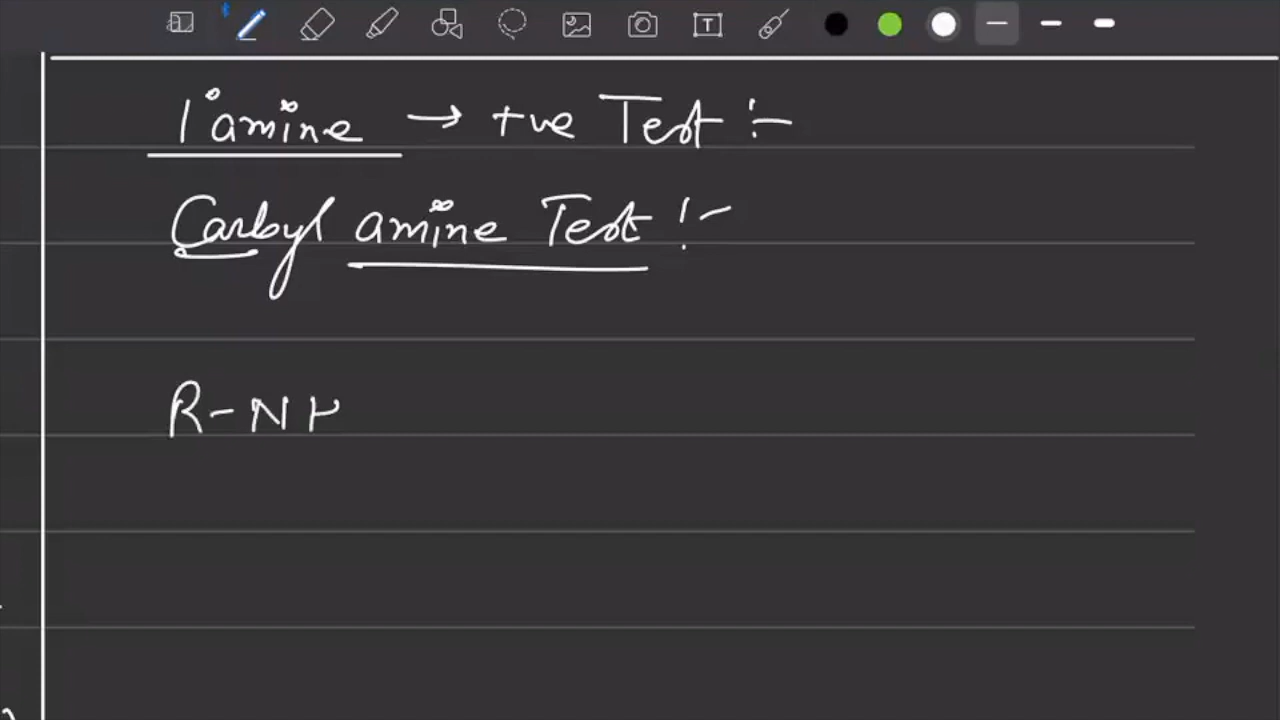 1° amine → +ve Test :-
Carbyl amine Test :-
R-NH